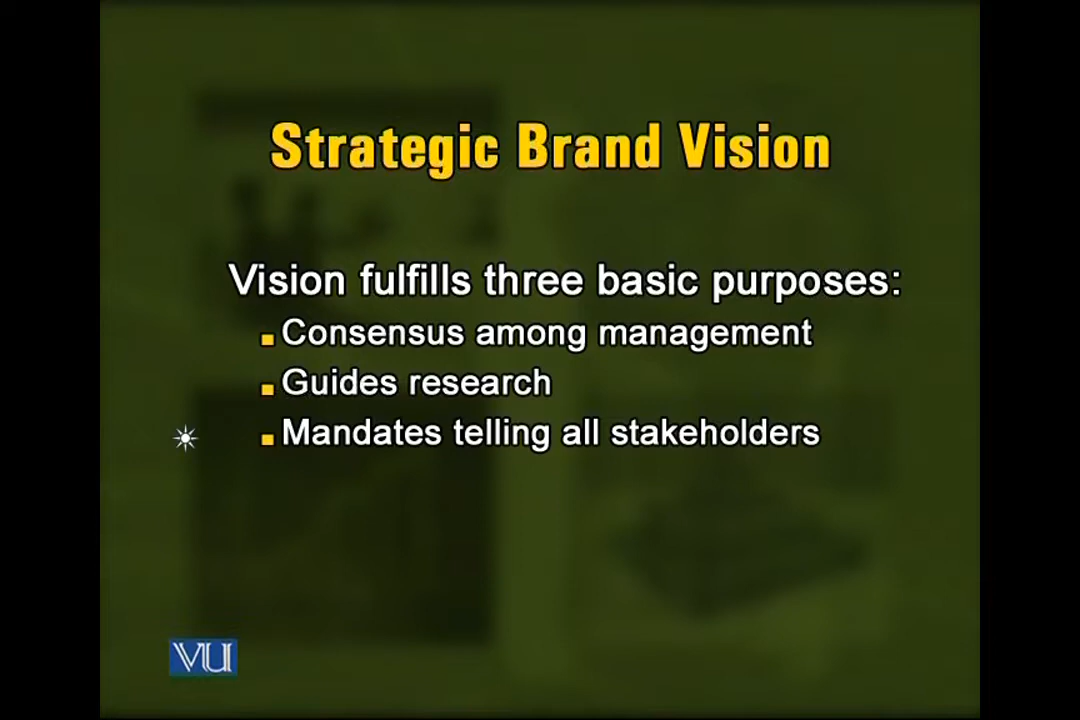 Strategic Brand Vision
Vision fulfills three basic purposes:
Consensus among management
Guides research
Mandates telling all stakeholders
VU